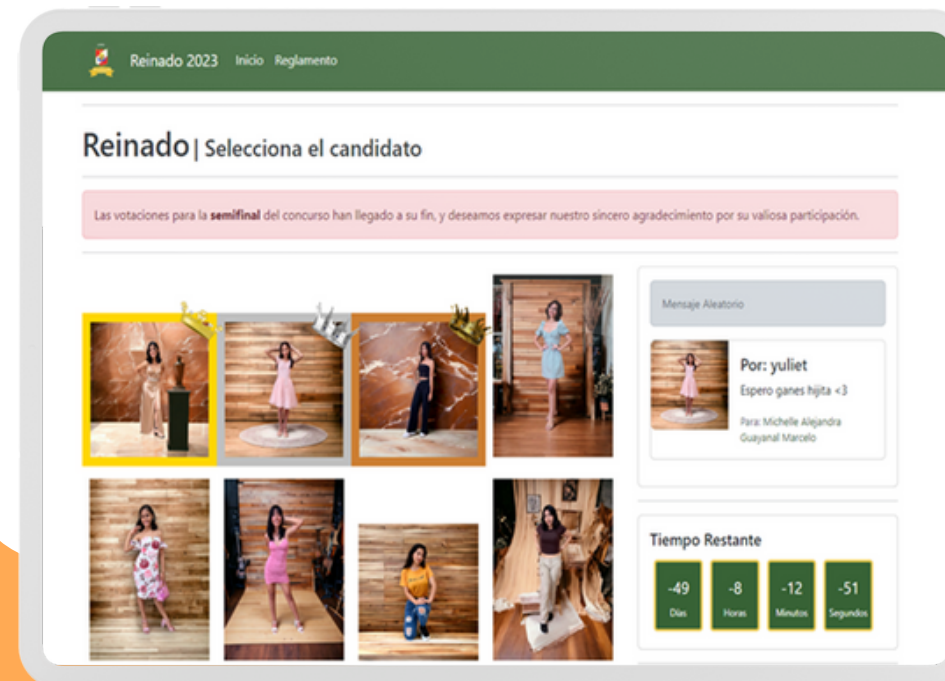 Reinado 2023 Inicio Reglamento
Reinado | Selecciona el candidato
Las votaciones para la semifinal del concurso han llegado a su fin, y deseamos expresar nuestro sincero agradecimiento por su valiosa participación.
Mensaje Aleatorio
Por: yuliet
Espero ganes hijita <3
Para: Michelle Alejandra
Guayanal Marcelo
Tiempo Restante
-49 -8 -12 -51
Días Horas Minutos Segundos